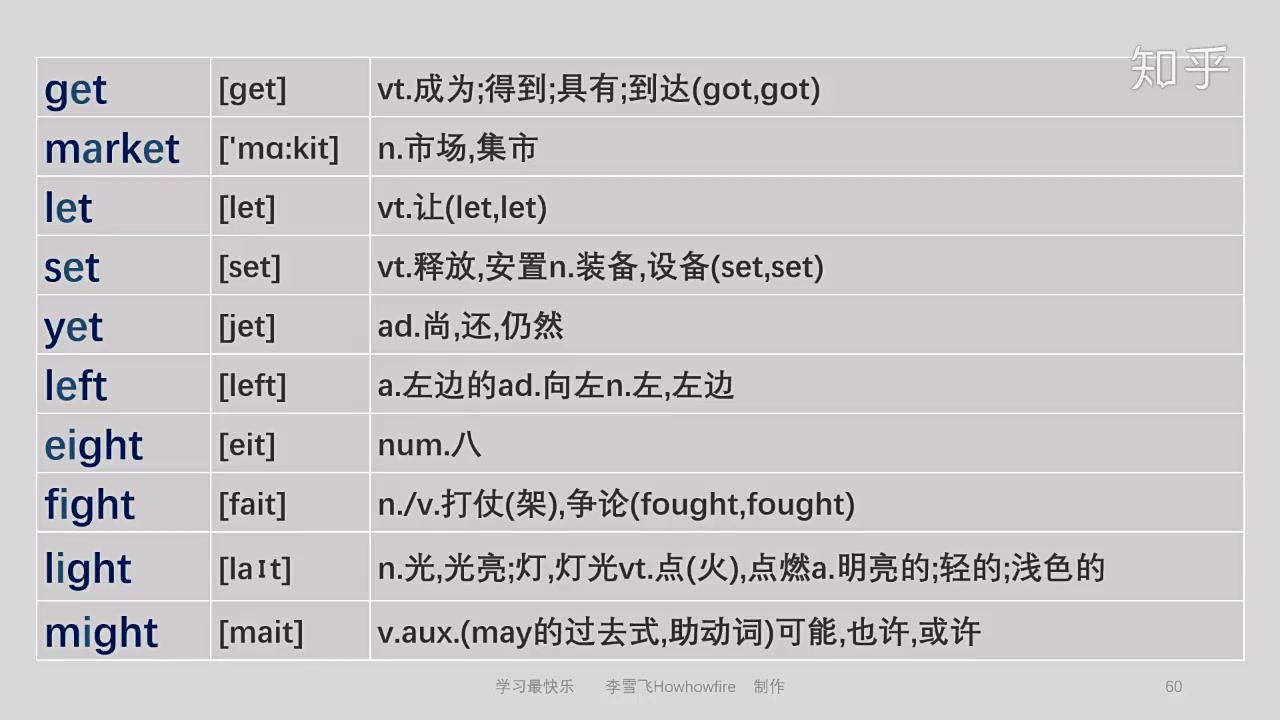 知乎
get [get] vt.成为;得到;具有;到达(got,got)
market ['mɑ:kit] n.市场,集市
let [let] vt.让(let,let)
set [set] vt.释放,安置n.装备,设备(set,set)
yet [jet] ad.尚,还,仍然
left [left] a.左边的ad.向左n.左,左边
eight [eit] num.八
fight [fait] n./v.打仗(架),争论(fought,fought)
light [laɪt] n.光,光亮;灯,灯光vt.点(火),点燃a.明亮的;轻的;浅色的
might [mait] v.aux.(may的过去式,助动词)可能,也许,或许
学习最快乐 李雪飞Howhowfire 制作 60